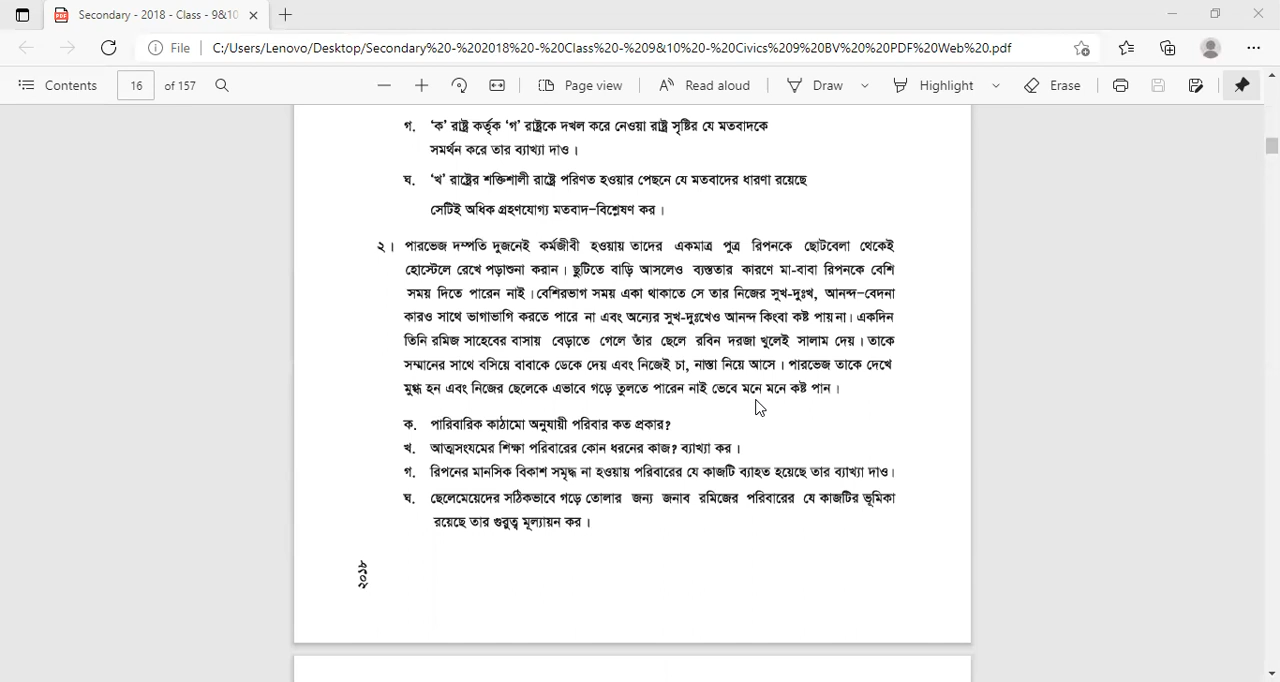 Secondary - 2018 - Class - 9&10
File
C:/Users/Lenovo/Desktop/Secondary%20-%202018%20-%20Class%20-%209&10%20-%20Civics%209%20BV%20%20PDF%20Web%20.pdf
Contents
16 of 157
Page view
Read aloud
Draw
Highlight
Erase
গ. ‘ক’ রাষ্ট্র কর্তৃক ‘গ’ রাষ্ট্রকে দখল করে নেওয়া রাষ্ট্র সৃষ্টির যে মতবাদকে
সমর্থন করে তার ব্যাখ্যা দাও।
ঘ. ‘খ’ রাষ্ট্রের শক্তিশালী রাষ্ট্রে পরিণত হওয়ার পেছনে যে মতবাদের ধারণা রয়েছে
সেটিই অধিক গ্রহণযোগ্য মতবাদ–বিশ্লেষণ কর।
২। পারভেজ দম্পতি দুজনেই কর্মজীবী হওয়ায় তাদের একমাত্র পুত্র রিপনকে ছোটবেলা থেকেই
হোস্টেলে রেখে পড়াশুনা করান। ছুটিতে বাড়ি আসলেও ব্যস্ততার কারণে মা-বাবা রিপনকে বেশি
সময় দিতে পারেন নাই। বেশিরভাগ সময় একা থাকাতে সে তার নিজের সুখ-দুঃখ, আনন্দ–বেদনা
কারও সাথে ভাগাভাগি করতে পারে না এবং অন্যের সুখ-দুঃখেও আনন্দ কিংবা কষ্ট পায়না। একদিন
তিনি রমিজ সাহেবের বাসায় বেড়াতে গেলে তাঁর ছেলে রবিন দরজা খুলেই সালাম দেয়। তাকে
সম্মানের সাথে বসিয়ে বাবাকে ডেকে দেয় এবং নিজেই চা, নাস্তা নিয়ে আসে। পারভেজ তাকে দেখে
মুগ্ধ হন এবং নিজের ছেলেকে এভাবে গড়ে তুলতে পারেন নাই ভেবে মনে মনে কষ্ট পান।
ক. পারিবারিক কাঠামো অনুযায়ী পরিবার কত প্রকার?
খ. আত্মসংযমের শিক্ষা পরিবারের কোন ধরনের কাজ? ব্যাখ্যা কর।
গ. রিপনের মানসিক বিকাশ সমৃদ্ধ না হওয়ায় পরিবারের যে কাজটি ব্যাহত হয়েছে তার ব্যাখ্যা দাও।
ঘ. ছেলেমেয়েদের সঠিকভাবে গড়ে তোলার জন্য জনাব রমিজের পরিবারের যে কাজটির ভূমিকা
রয়েছে তার গুরুত্ব মূল্যায়ন কর।
২০১৮